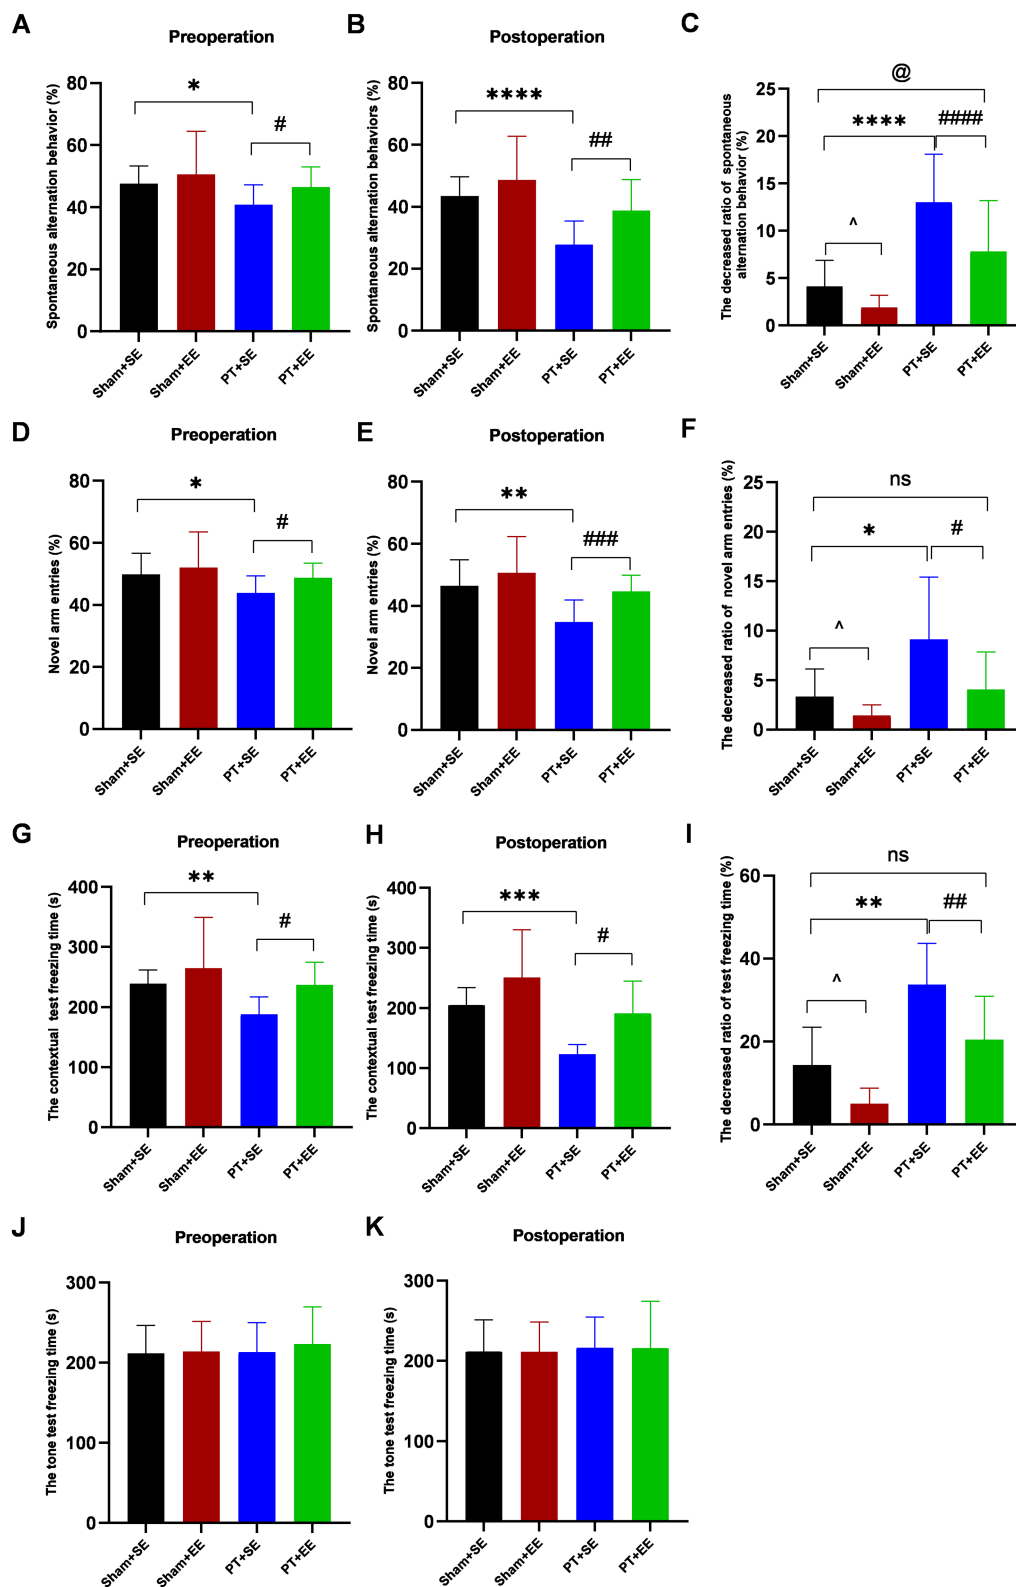 A
Preoperation
Spontaneous alternation behavior (%)
80
60
40
20
0
*
#
Sham+SE
Sham+EE
PT+SE
PT+EE
B
Postoperation
Spontaneous alternation behaviors (%)
80
60
40
20
0
****
##
Sham+SE
Sham+EE
PT+SE
PT+EE
C
The decreased ratio of spontaneous
alternation behavior (%)
25
20
15
10
5
0
@
****
####
^
Sham+SE
Sham+EE
PT+SE
PT+EE
D
Preoperation
Novel arm entries (%)
80
60
40
20
0
*
#
Sham+SE
Sham+EE
PT+SE
PT+EE
E
Postoperation
Novel arm entries (%)
80
60
40
20
0
**
###
Sham+SE
Sham+EE
PT+SE
PT+EE
F
The decreased ratio of novel arm entries (%)
25
20
15
10
5
0
ns
*
#
^
Sham+SE
Sham+EE
PT+SE
PT+EE
G
Preoperation
The contextual test freezing time (s)
400
300
200
100
0
**
#
Sham+SE
Sham+EE
PT+SE
PT+EE
H
Postoperation
The contextual test freezing time (s)
400
300
200
100
0
***
#
Sham+SE
Sham+EE
PT+SE
PT+EE
I
The decreased ratio of test freezing time (%)
60
40
20
0
ns
**
##
^
Sham+SE
Sham+EE
PT+SE
PT+EE
J
Preoperation
The tone test freezing time (s)
300
200
100
0
Sham+SE
Sham+EE
PT+SE
PT+EE
K
Postoperation
The tone test freezing time (s)
300
200
100
0
Sham+SE
Sham+EE
PT+SE
PT+EE